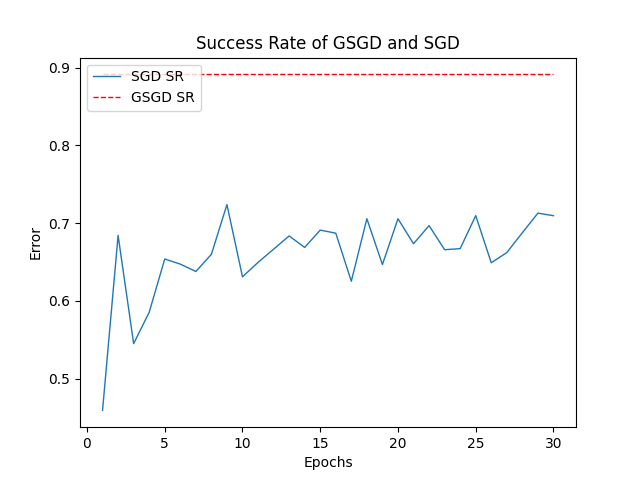 Success Rate of GSGD and SGD
SGD SR
GSGD SR
0.9
0.8
0.7
0.6
0.5
Error
0 5 10 15 20 25 30
Epochs